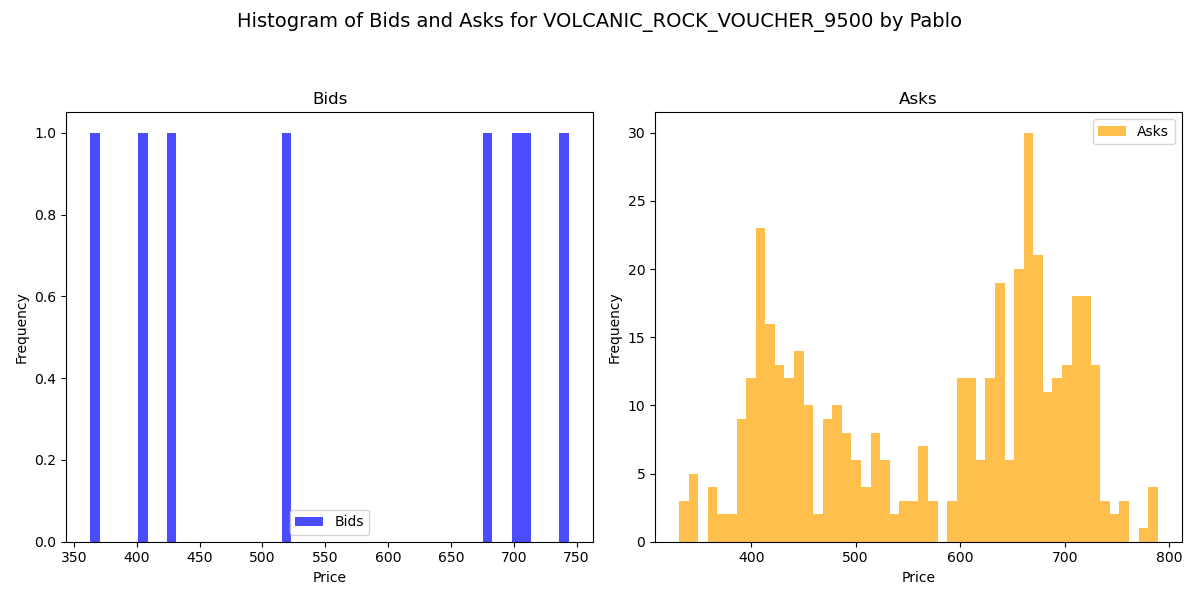 Histogram of Bids and Asks for VOLCANIC_ROCK_VOUCHER_9500 by Pablo
Bids
1.0
0.8
0.6
0.4
0.2
0.0
Frequency
Bids
350 400 450 500 550 600 650 700 750
Price
Asks
Asks
30
25
20
15
10
5
0
Frequency
400 500 600 700 800
Price